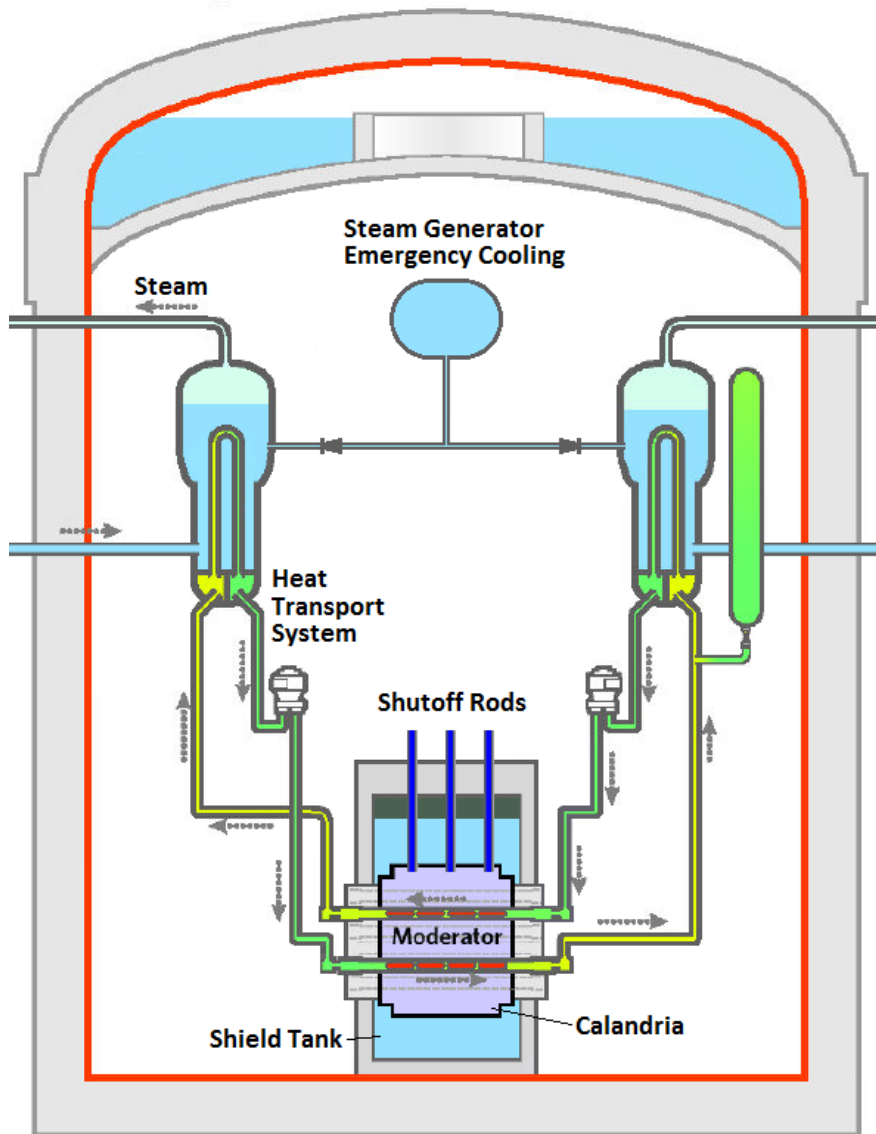 Steam Generator
Emergency Cooling
Steam
Heat
Transport
System
Shutoff Rods
Moderator
Calandria
Shield Tank